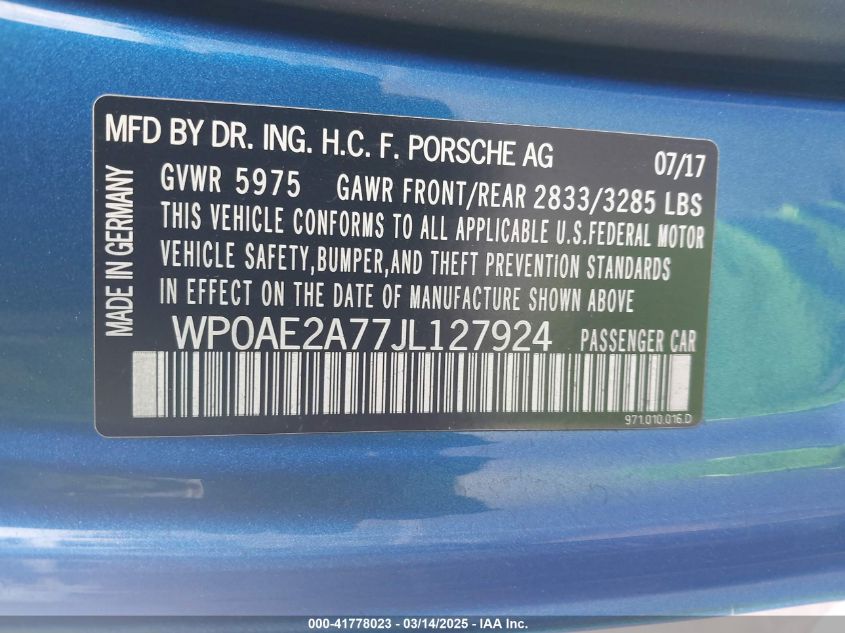 MFD BY DR. ING. H.C. F. PORSCHE AG 07/17
GVWR 5975 GAWR FRONT/REAR 2833/3285 LBS
THIS VEHICLE CONFORMS TO ALL APPLICABLE U.S.FEDERAL MOTOR
VEHICLE SAFETY,BUMPER,AND THEFT PREVENTION STANDARDS
IN EFFECT ON THE DATE OF MANUFACTURE SHOWN ABOVE
MADE IN GERMANY
WP0AE2A77JL127924 PASSENGER CAR
971.010.016.D
000-41778023 - 03/14/2025 - IAA Inc.